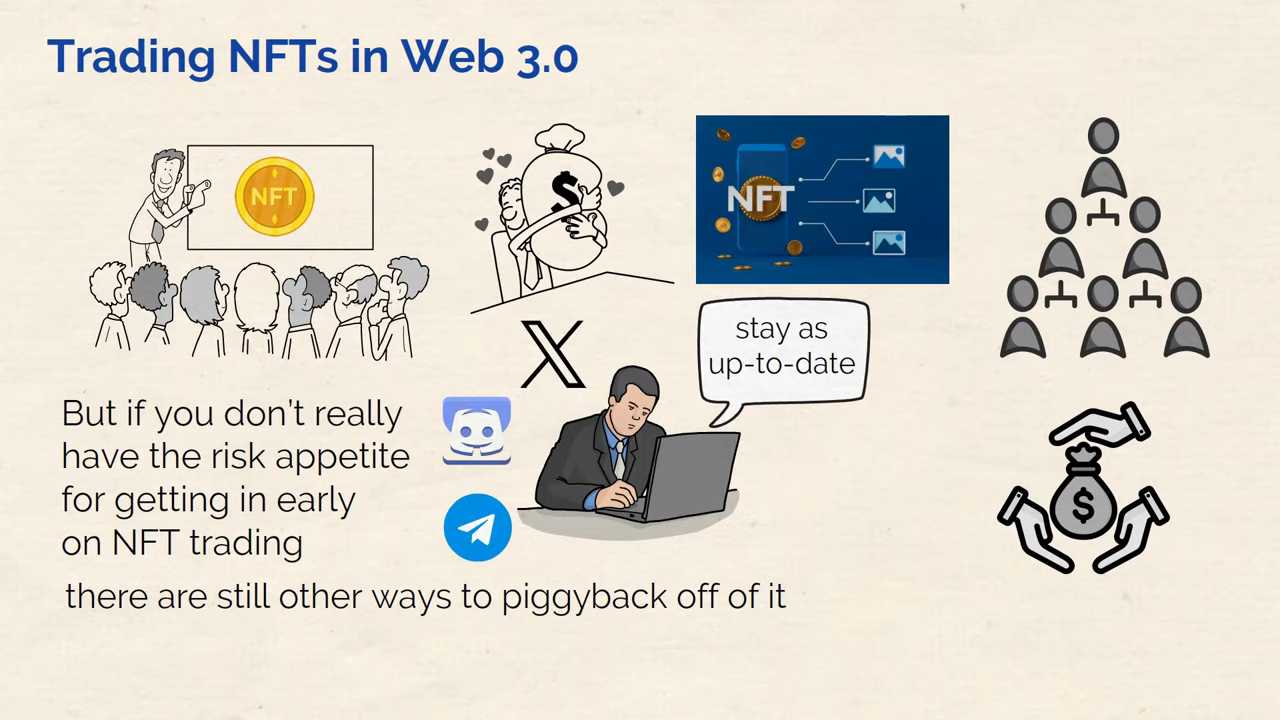 Trading NFTs in Web 3.0
NFT
$
NFT
stay as
up-to-date
But if you don't really
have the risk appetite
for getting in early
on NFT trading
$
there are still other ways to piggyback off of it